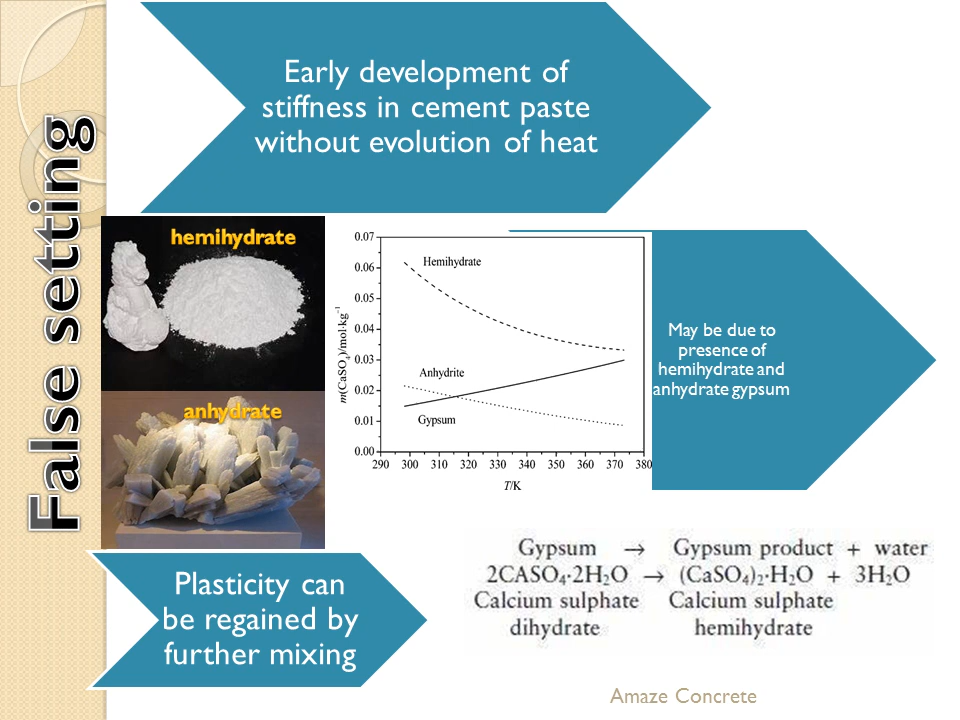 False setting
Early development of
stiffness in cement paste
without evolution of heat
hemihydrate
anhydrate
0.07
0.06
0.05
0.04
0.03
0.02
0.01
0.00
m(CaSO₄)/mol·kg⁻¹
Hemihydrate
Anhydrite
Gypsum
290 300 310 320 330 340 350 360 370 380
T/K
May be due to
presence of
hemihydrate and
anhydrate gypsum
Plasticity can
be regained by
further mixing
Gypsum → Gypsum product + water
2CASO₄·2H₂O → (CaSO₄)₂·H₂O + 3H₂O
Calcium sulphate Calcium sulphate
dihydrate hemihydrate
Amaze Concrete